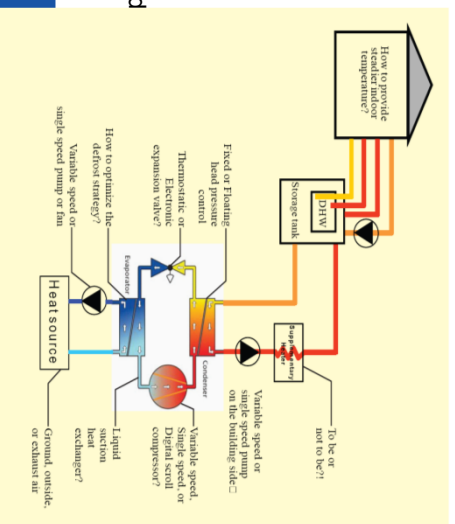 How to provide
steadier indoor
temperature?
DHW
Storage tank
Supplimentary
Heater
To be or
not to be?!
Fixed or Floating
head pressure
control
Thermostatic or
Electronic
expansion valve?
How to optimize the
defrost strategy?
Variable speed or
single speed pump or fan
Variable speed or
single speed pump
on the building side□
Condenser
Evaporator
Variable speed,
Single speed, or
Digital scroll
compressor?
Liquid
suction
heat
exchanger?
Heat source
Ground, outside,
or exhaust air